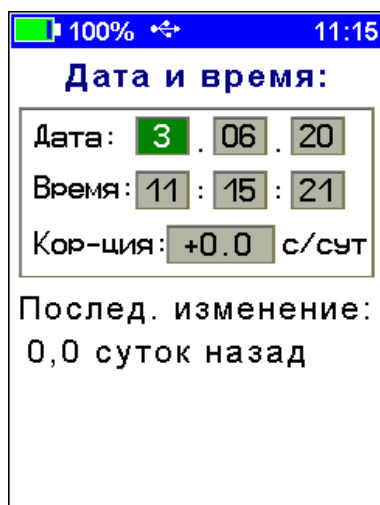 100% 11:15
Дата и время:
Дата: 3 . 06 . 20
Время: 11 : 15 : 21
Кор-ция: +0.0 с/сут
Послед. изменение:
0,0 суток назад